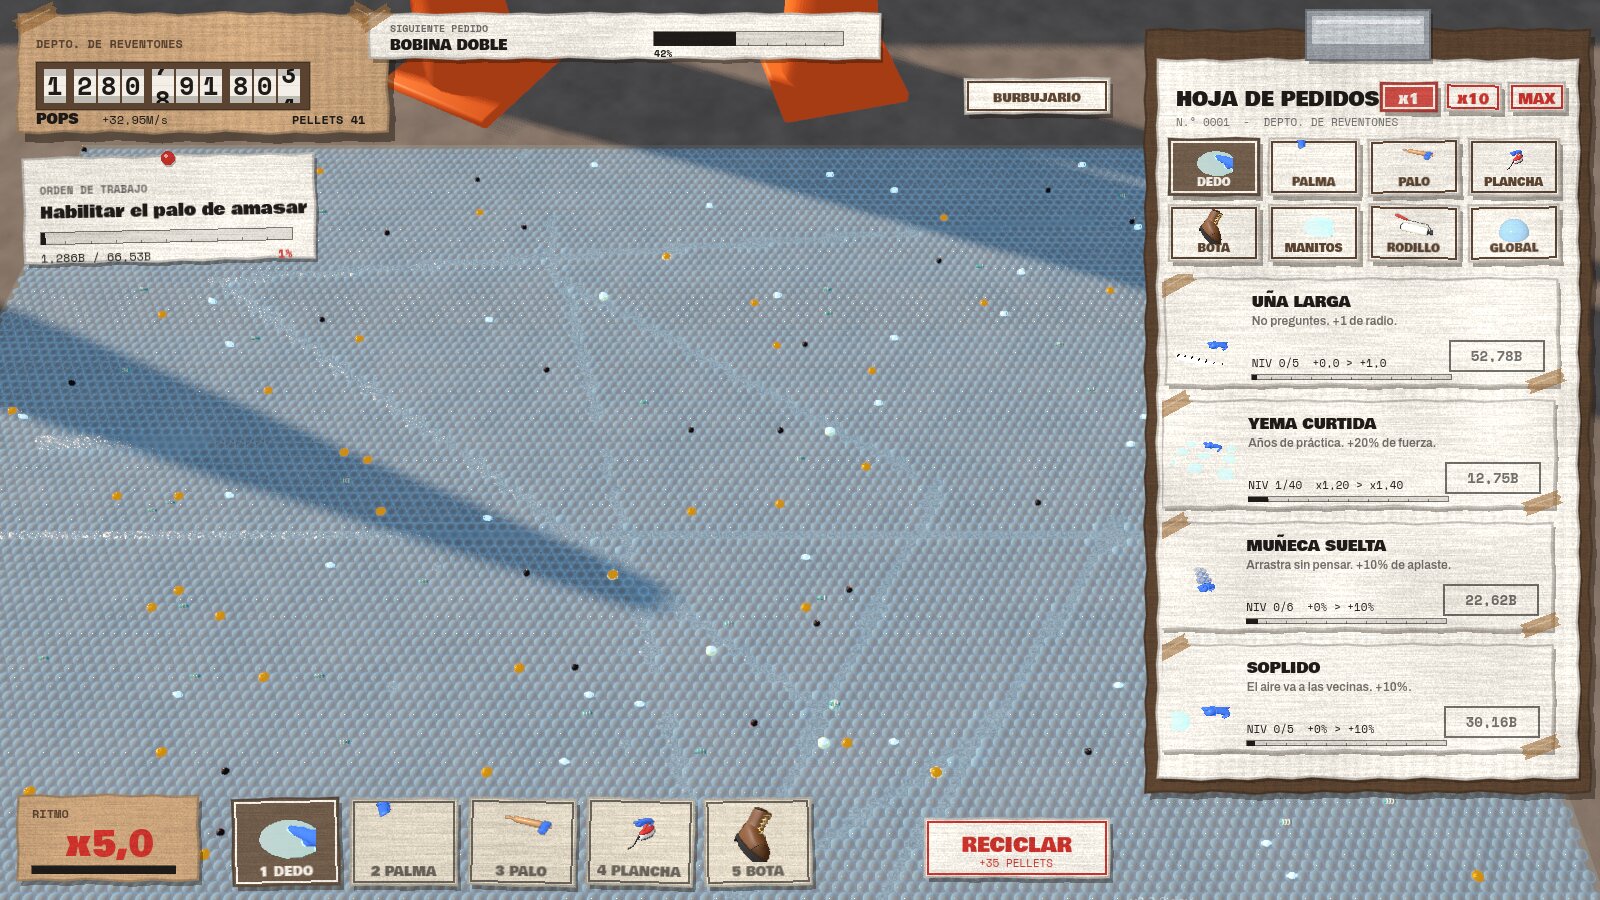 DEPTO. DE REVENTONES
POPS +32,95M/s PELLETS 41
SIGUIENTE PEDIDO
BOBINA DOBLE
42%
BURBUJARIO
ORDEN DE TRABAJO
Habilitar el palo de amasar
1,286B / 66,53B 1%
HOJA DE PEDIDOS x1 x10 MAX
N.° 0001 - DEPTO. DE REVENTONES
DEDO PALMA PALO PLANCHA
BOTA MANITOS RODILLO GLOBAL
UÑA LARGA
No preguntes. +1 de radio.
NIV 0/5 +0,0 > +1,0 52,78B
YEMA CURTIDA
Años de práctica. +20% de fuerza.
NIV 1/40 x1,20 > x1,40 12,75B
MUÑECA SUELTA
Arrastra sin pensar. +10% de aplaste.
NIV 0/6 +0% > +10% 22,62B
SOPLIDO
El aire va a las vecinas. +10%.
NIV 0/5 +0% > +10% 30,16B
RITMO
x5,0
1 DEDO 2 PALMA 3 PALO 4 PLANCHA 5 BOTA
RECICLAR
+35 PELLETS